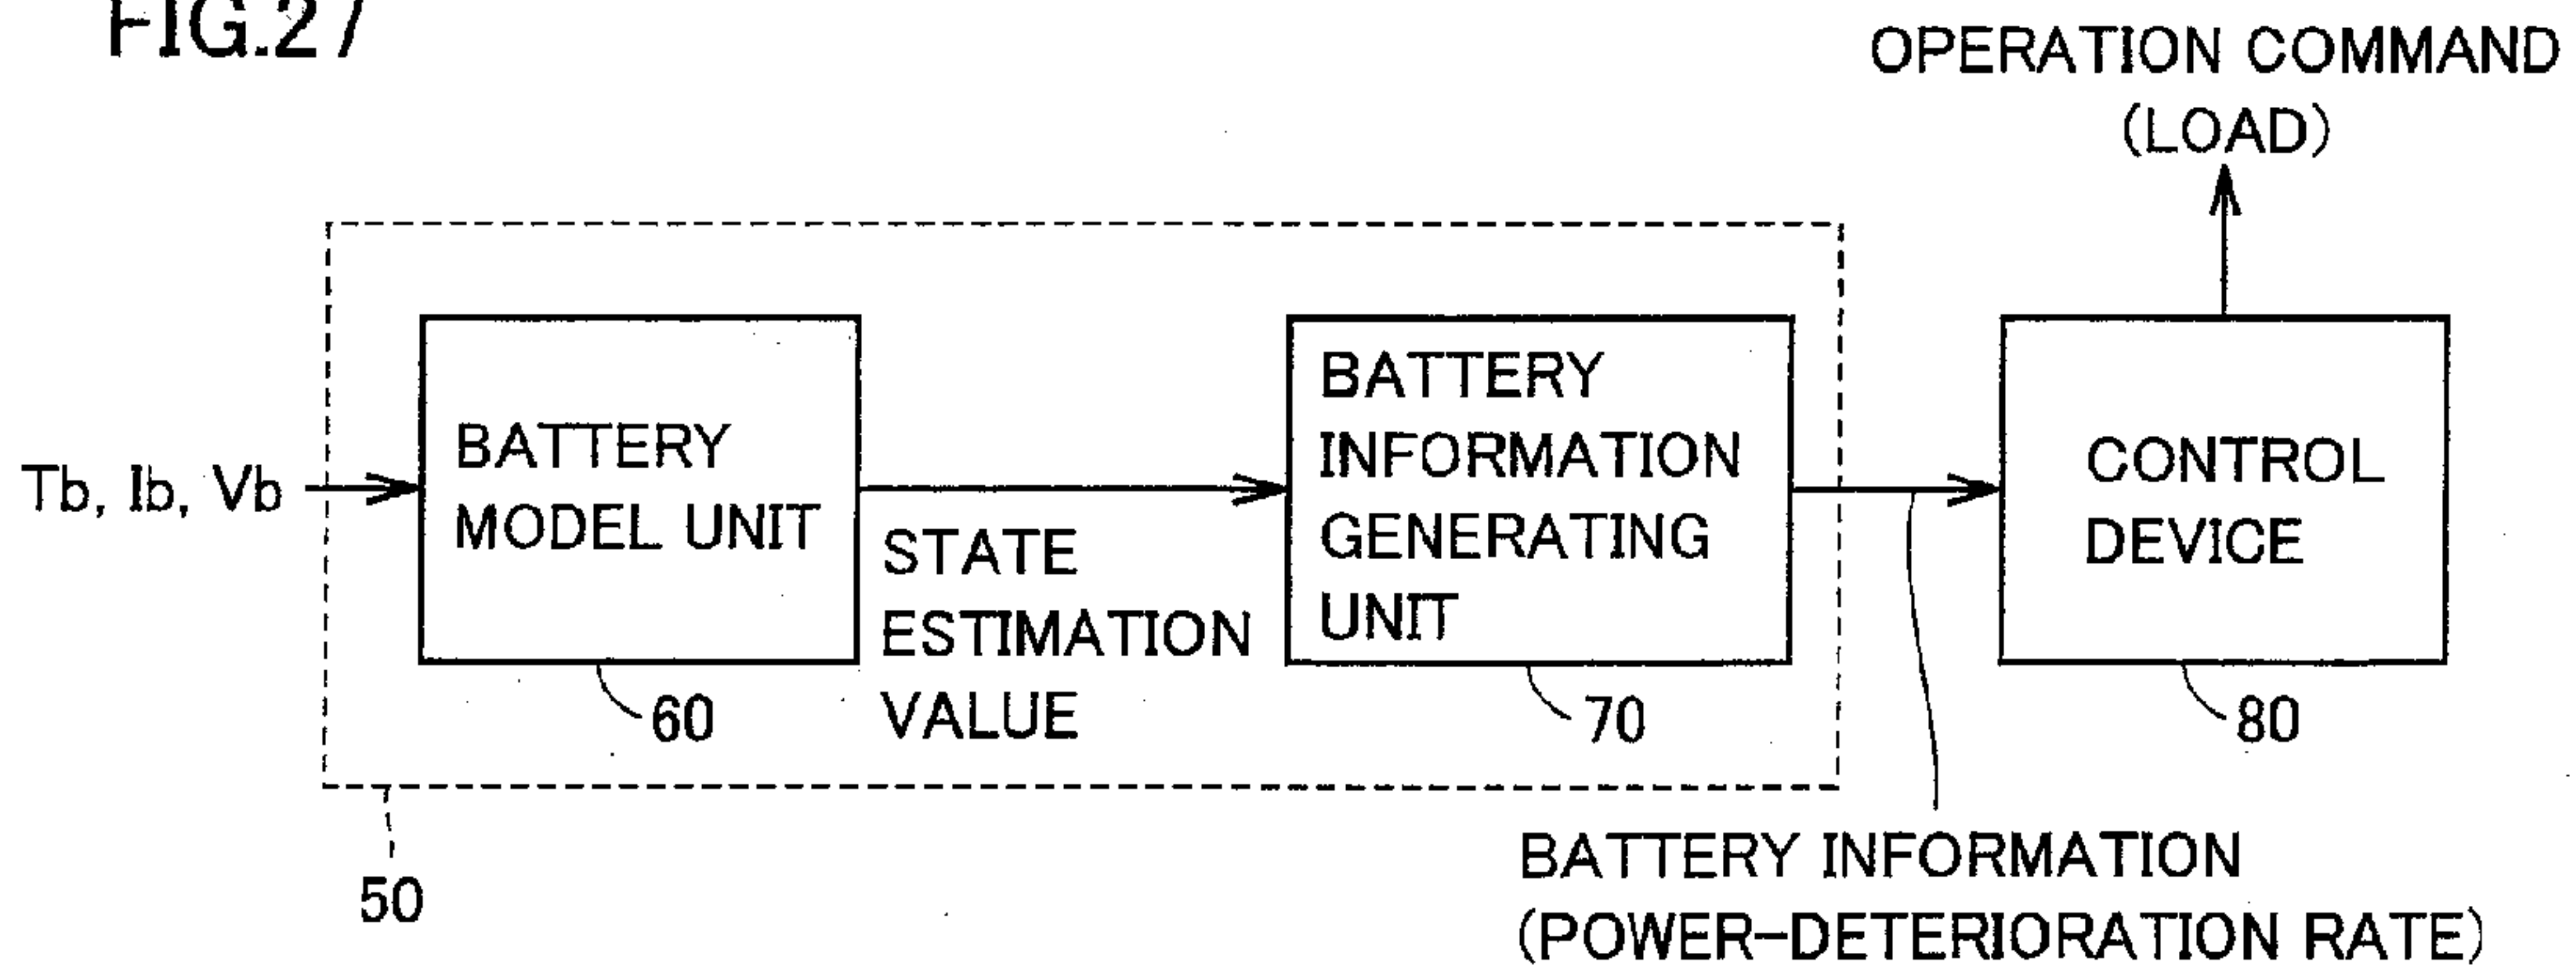 FIG.27
OPERATION COMMAND
(LOAD)
Tb, Ib, Vb
BATTERY
MODEL UNIT
60
STATE
ESTIMATION
VALUE
BATTERY
INFORMATION
GENERATING
UNIT
70
CONTROL
DEVICE
80
50
BATTERY INFORMATION
(POWER-DETERIORATION RATE)